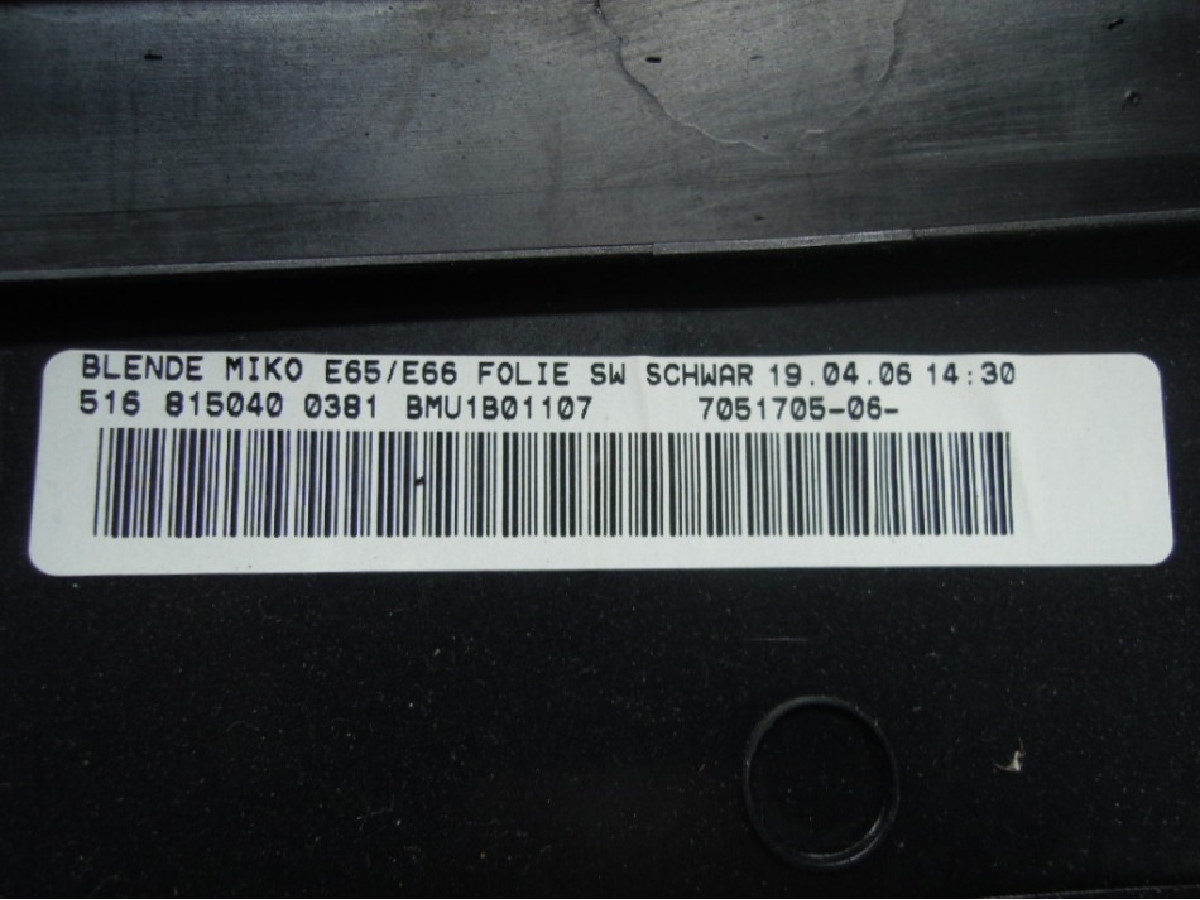 BLENDE MIKO E65/E66 FOLIE SW SCHWAR 19.04.06 14:30
516 815040 0381 BMU1B01107 7051705-06-